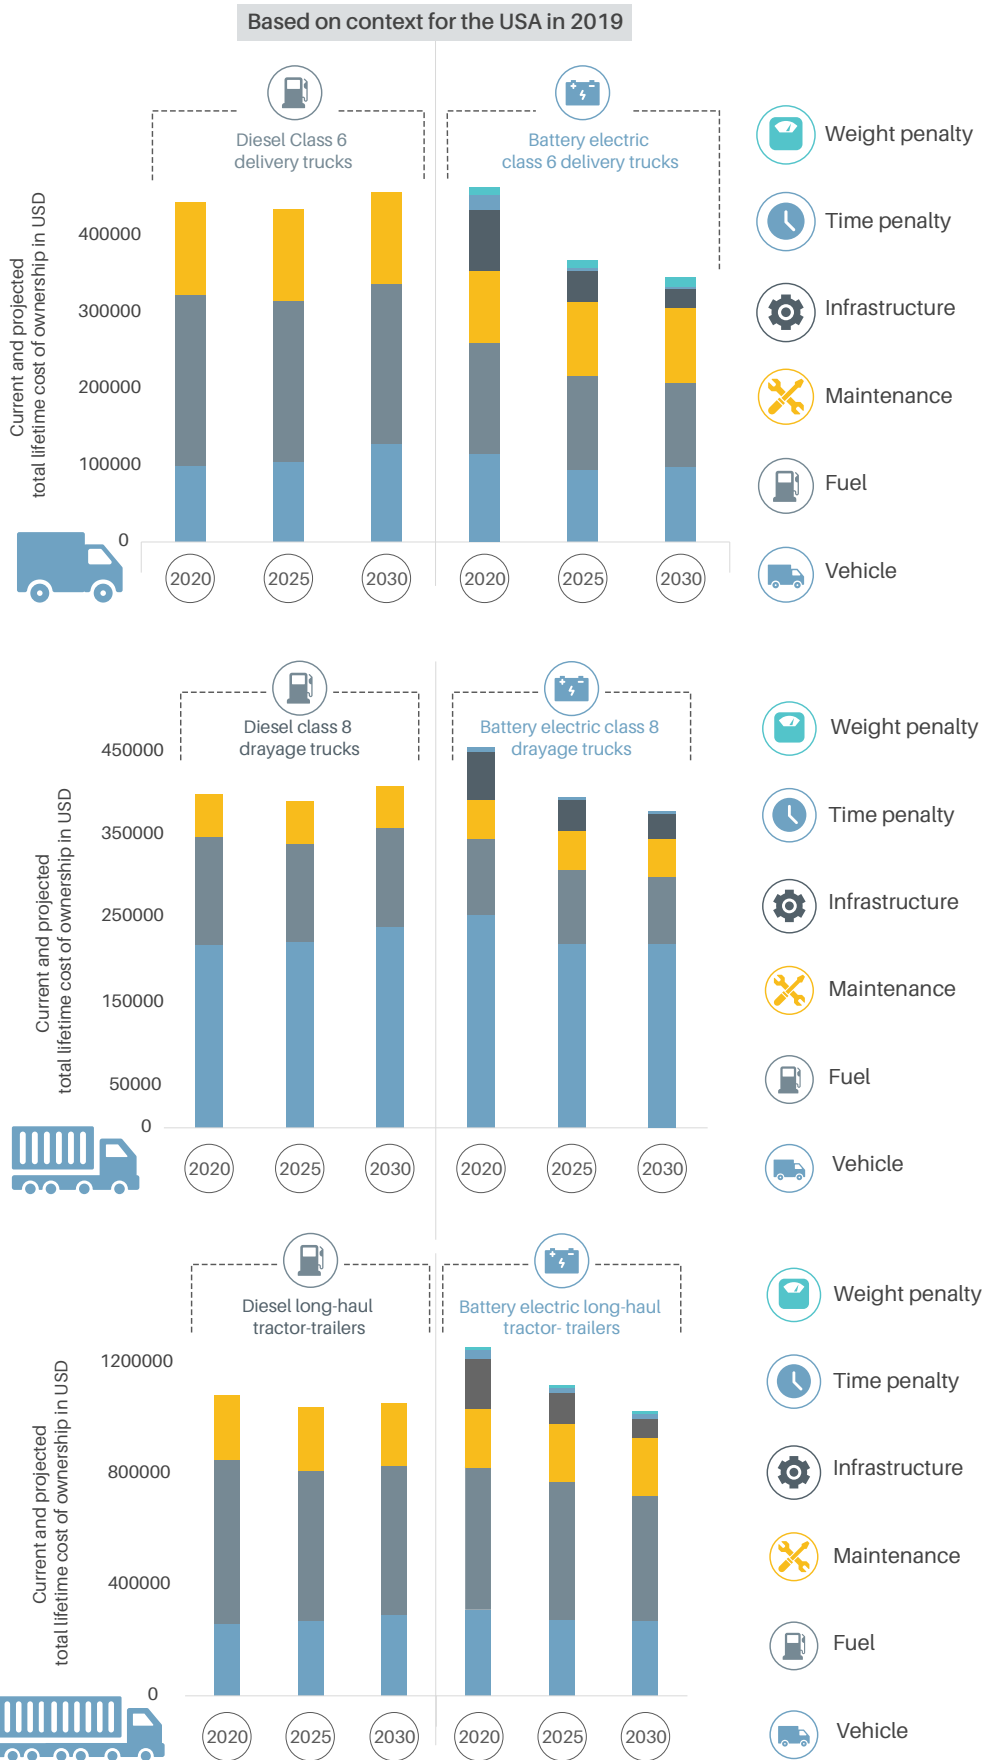 Based on context for the USA in 2019
Diesel Class 6
delivery trucks
Battery electric
class 6 delivery trucks
Current and projected
total lifetime cost of ownership in USD
400000
300000
200000
100000
0
2020
2025
2030
2020
2025
2030
Weight penalty
Time penalty
Infrastructure
Maintenance
Fuel
Vehicle
Diesel class 8
drayage trucks
Battery electric class 8
drayage trucks
Current and projected
total lifetime cost of ownership in USD
450000
350000
250000
150000
50000
0
2020
2025
2030
2020
2025
2030
Weight penalty
Time penalty
Infrastructure
Maintenance
Fuel
Vehicle
Diesel long-haul
tractor-trailers
Battery electric long-haul
tractor- trailers
Current and projected
total lifetime cost of ownership in USD
1200000
800000
400000
0
2020
2025
2030
2020
2025
2030
Weight penalty
Time penalty
Infrastructure
Maintenance
Fuel
Vehicle